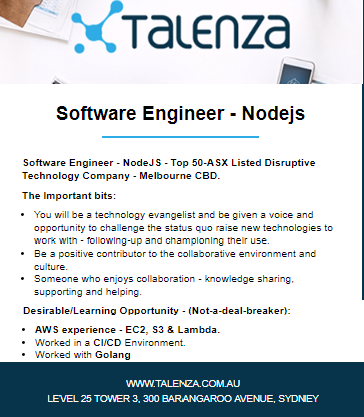 TALENZA
Software Engineer - Nodejs
Software Engineer - NodeJS - Top 50-ASX Listed Disruptive
Technology Company - Melbourne CBD.
The Important bits:
• You will be a technology evangelist and be given a voice and
opportunity to challenge the status quo raise new technologies to
work with - following-up and championing their use.
• Be a positive contributor to the collaborative environment and
culture.
• Someone who enjoys collaboration - knowledge sharing,
supporting and helping.
Desirable/Learning Opportunity - (Not-a-deal-breaker):
• AWS experience - EC2, S3 & Lambda.
• Worked in a CI/CD Environment.
• Worked with Golang
WWW.TALENZA.COM.AU
LEVEL 25 TOWER 3, 300 BARANGAROO AVENUE, SYDNEY